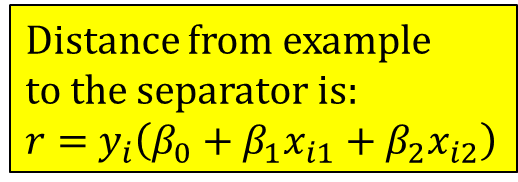 Distance from example
to the separator is:
𝑟 = 𝑦ᵢ(𝛽₀ + 𝛽₁𝑥ᵢ₁ + 𝛽₂𝑥ᵢ₂)